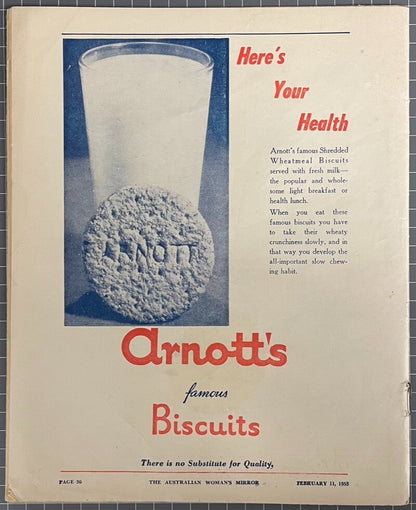 Here's
Your
Health
Arnott's famous Shredded
Wheatmeal Biscuits
served with fresh milk—
the popular and whole-
some light breakfast or
health lunch.
When you eat these
famous biscuits you have
to take their wheaty
crunchiness slowly, and in
that way you develop the
all-important slow chew-
ing habit.
ARNOTT
Arnott's
famous
Biscuits
There is no Substitute for Quality,
PAGE 36 THE AUSTRALIAN WOMAN'S MIRROR FEBRUARY 11, 1953